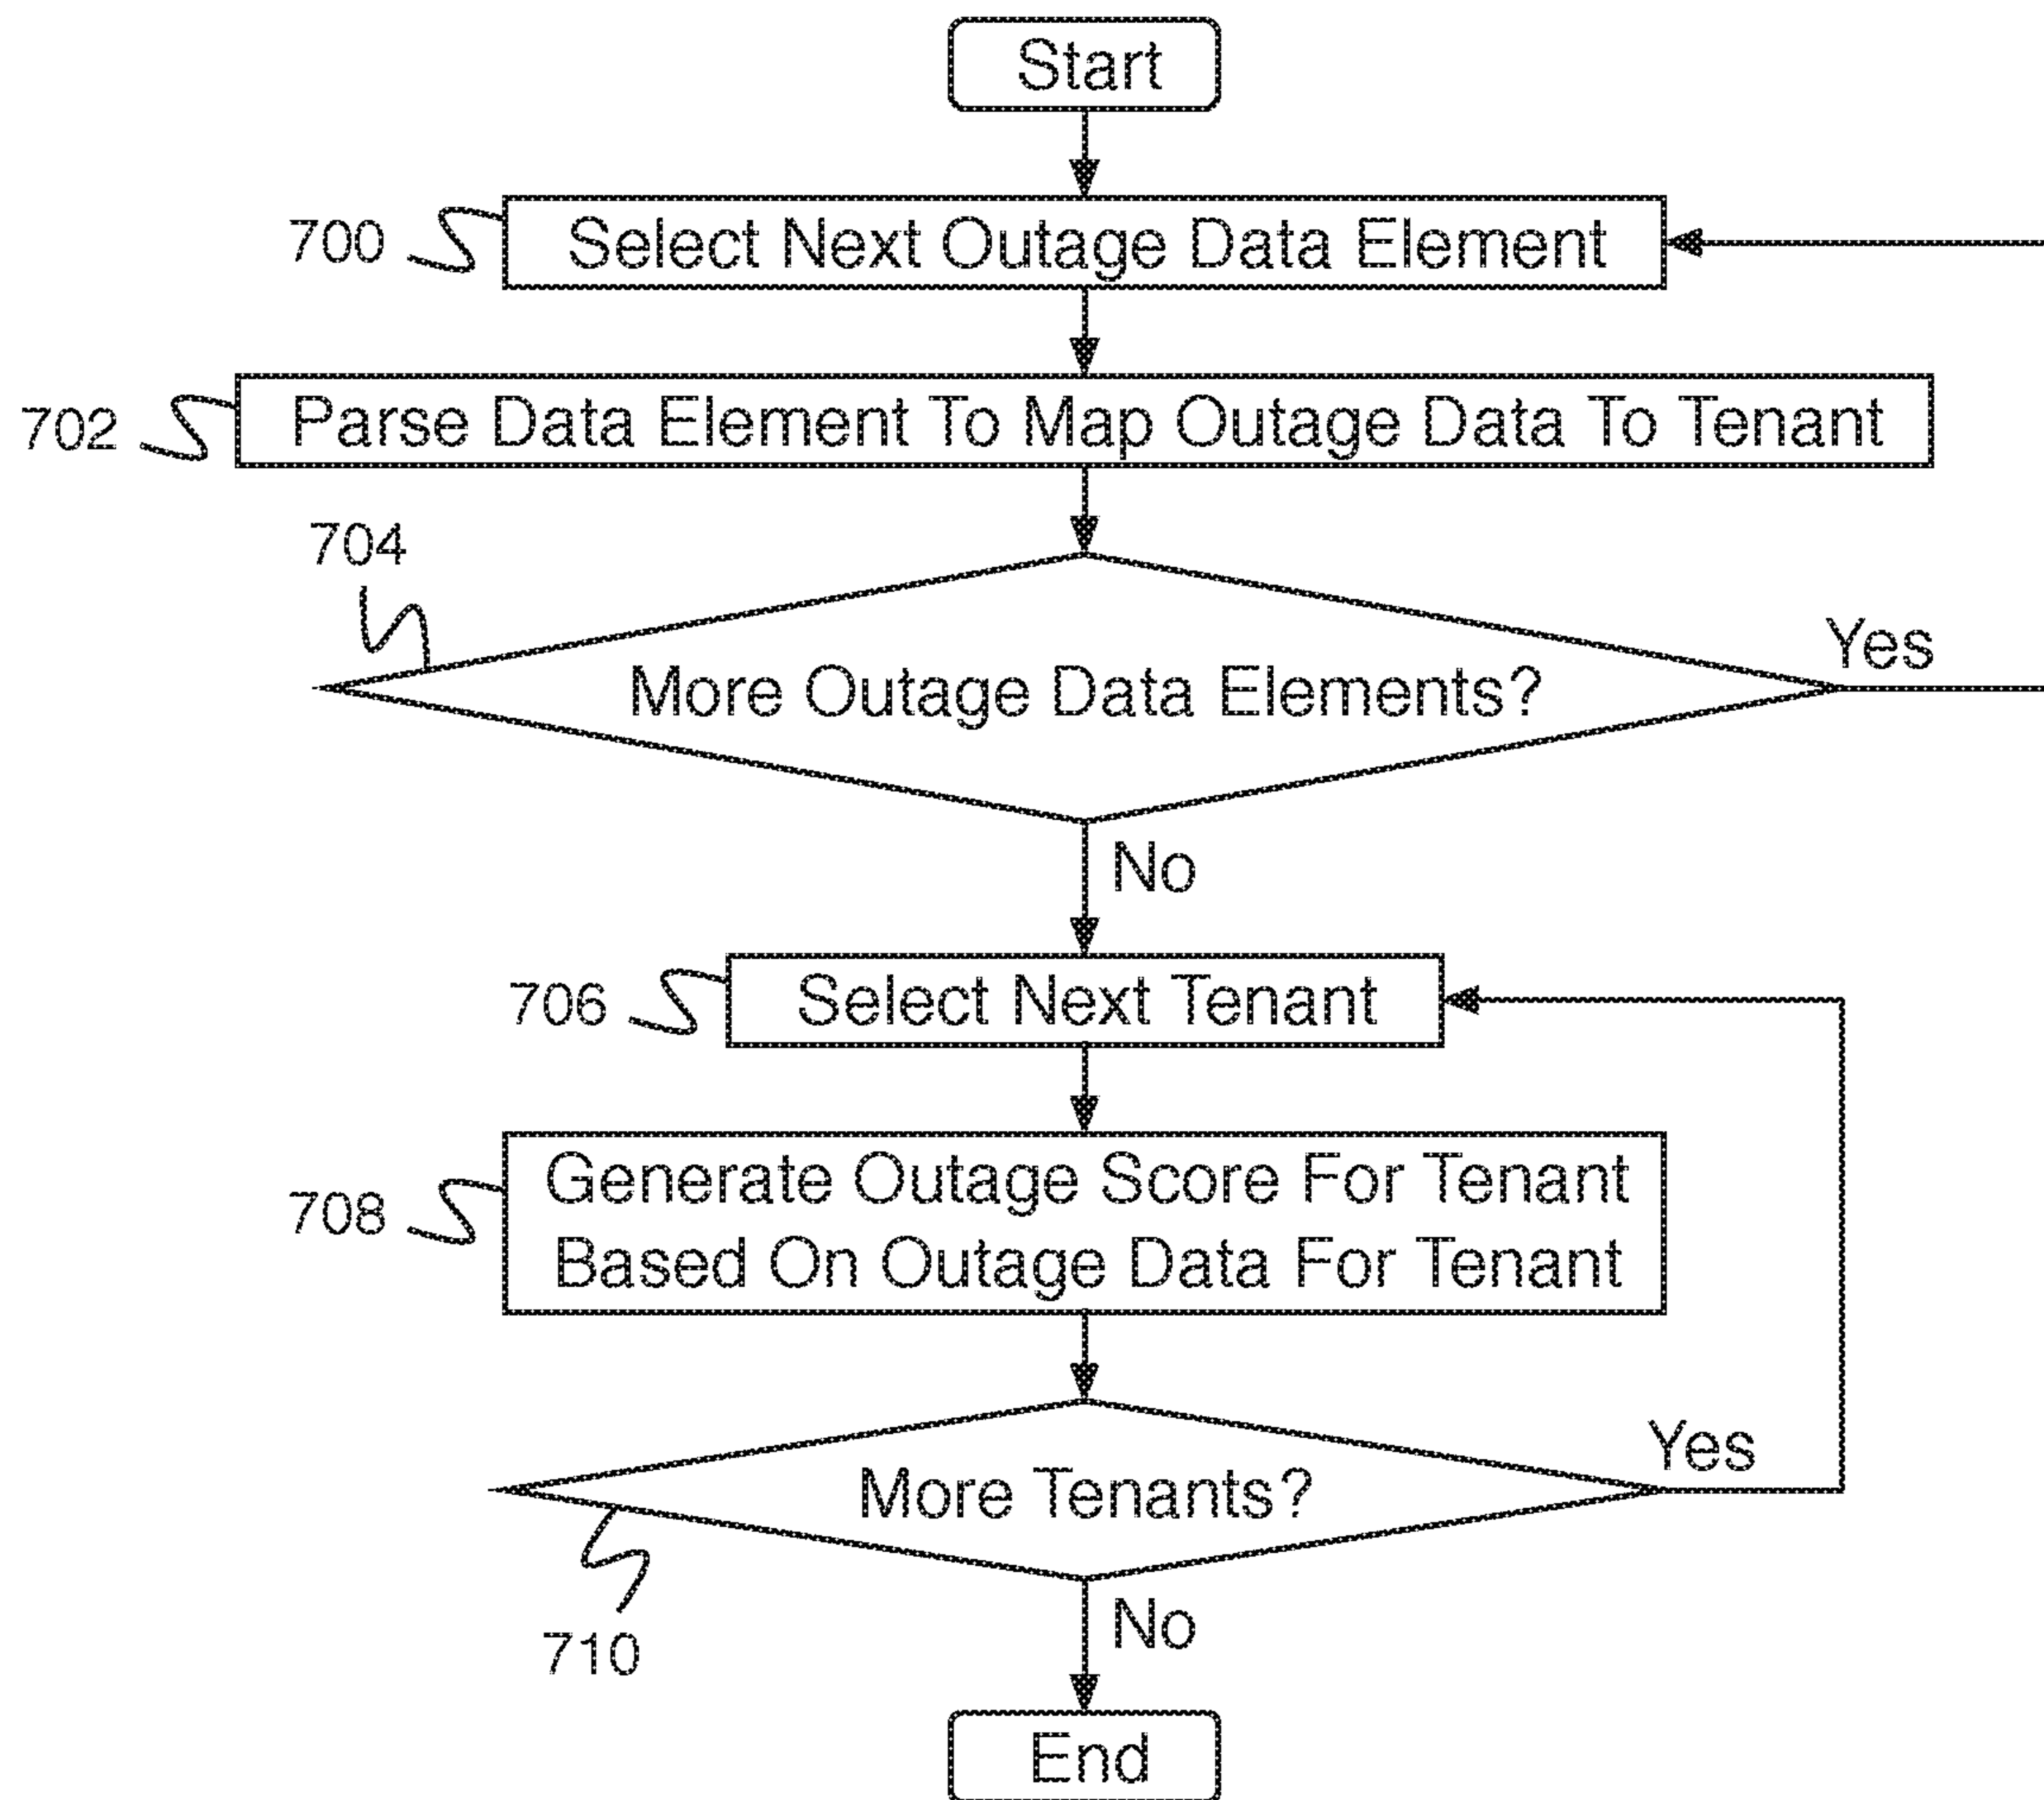 Start
700
Select Next Outage Data Element
702
Parse Data Element To Map Outage Data To Tenant
704
More Outage Data Elements?
Yes
No
706
Select Next Tenant
708
Generate Outage Score For Tenant
Based On Outage Data For Tenant
More Tenants?
Yes
710
No
End